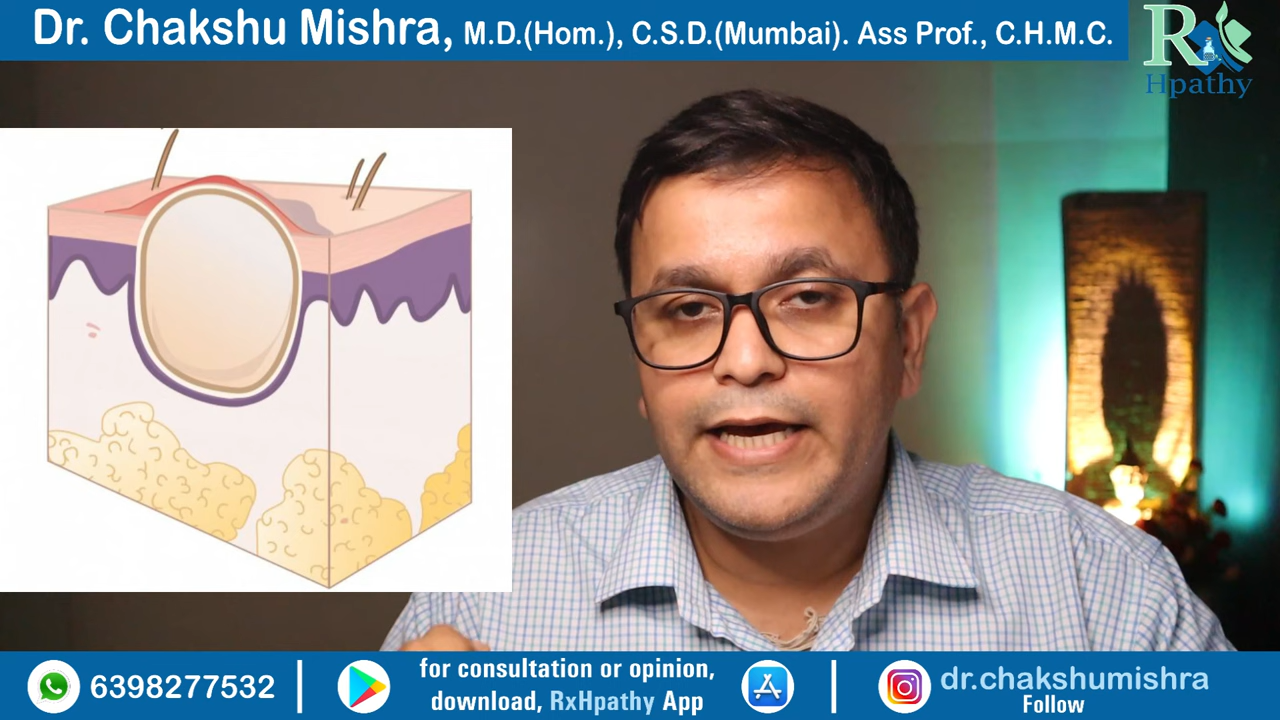 Dr. Chakshu Mishra, M.D.(Hom.), C.S.D.(Mumbai). Ass Prof., C.H.M.C.
Rx
Hpathy
6398277532
for consultation or opinion,
download, RxHpathy App
dr.chakshumishra
Follow